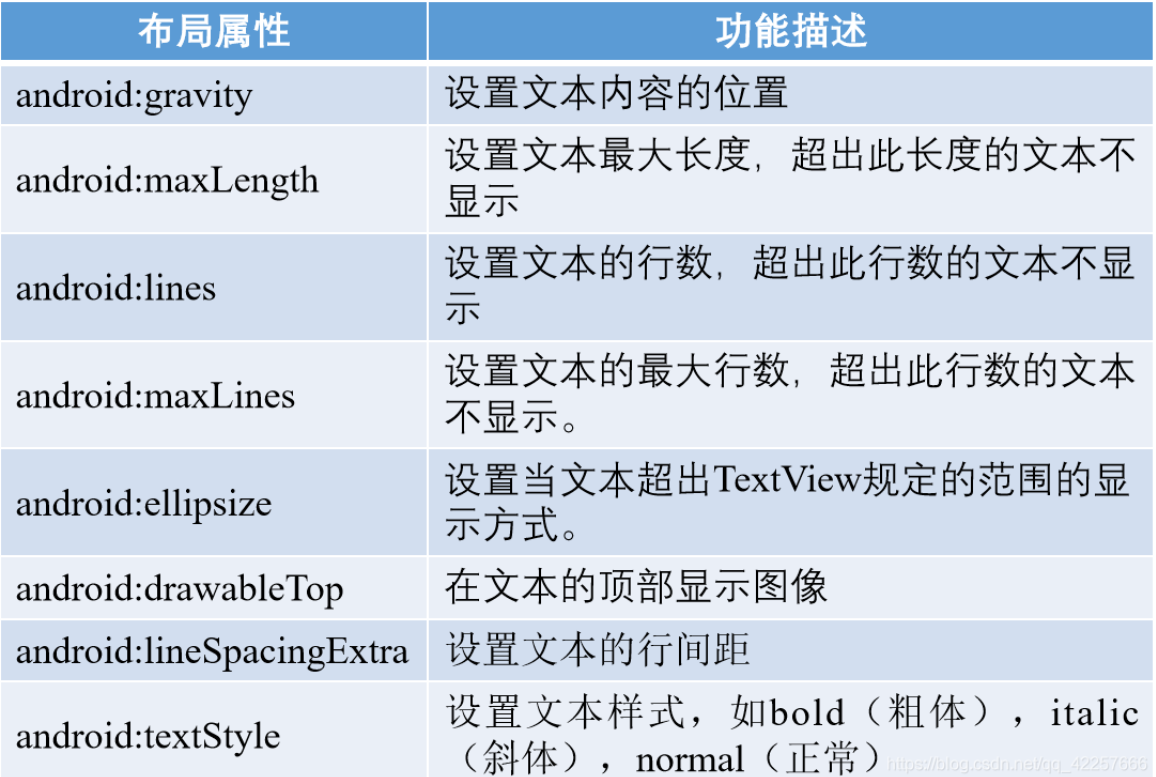 布局属性 功能描述
android:gravity 设置文本内容的位置
android:maxLength 设置文本最大长度，超出此长度的文本不
显示
android:lines 设置文本的行数，超出此行数的文本不显
示
android:maxLines 设置文本的最大行数，超出此行数的文本
不显示。
android:ellipsize 设置当文本超出TextView规定的范围的显
示方式。
android:drawableTop 在文本的顶部显示图像
android:lineSpacingExtra 设置文本的行间距
android:textStyle 设置文本样式，如bold（粗体），italic
（斜体），normal（正常）
https://blog.csdn.net/qq_42257666